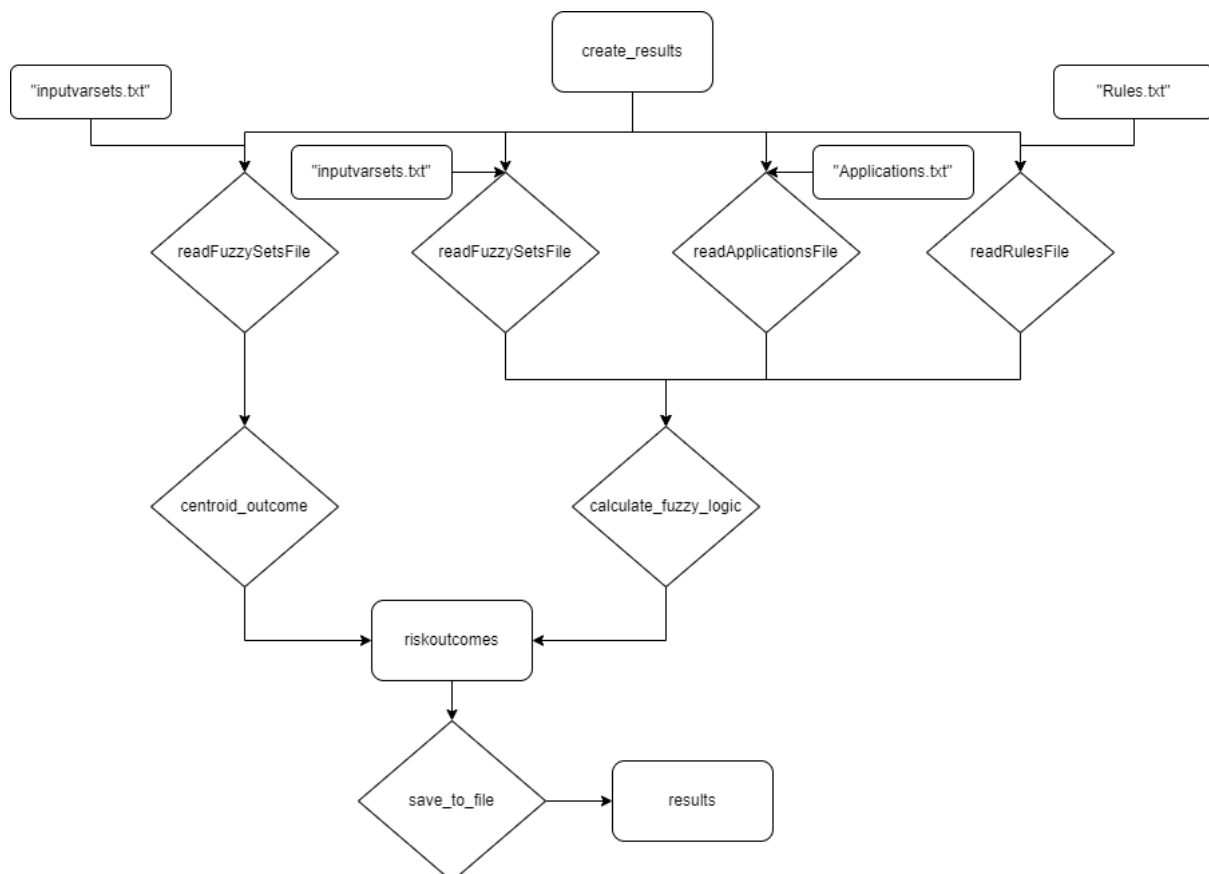 create_results
"inputvarsets.txt"
"Rules.txt"
"inputvarsets.txt"
"Applications.txt"
readFuzzySetsFile
readFuzzySetsFile
readApplicationsFile
readRulesFile
centroid_outcome
calculate_fuzzy_logic
riskoutcomes
save_to_file
results